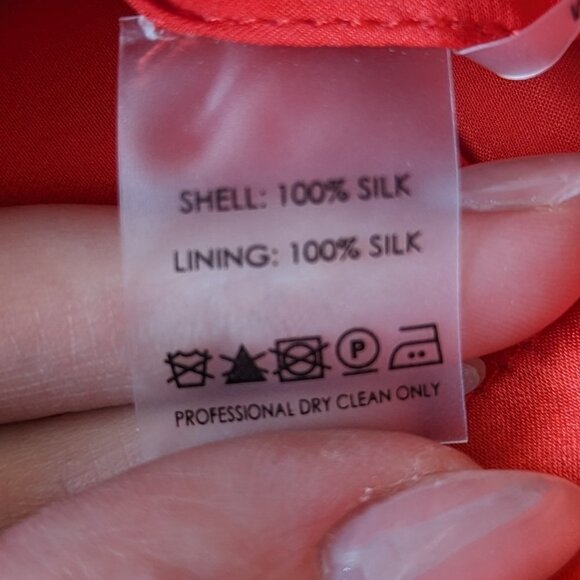 SHELL: 100% SILK
LINING: 100% SILK
P
PROFESSIONAL DRY CLEAN ONLY